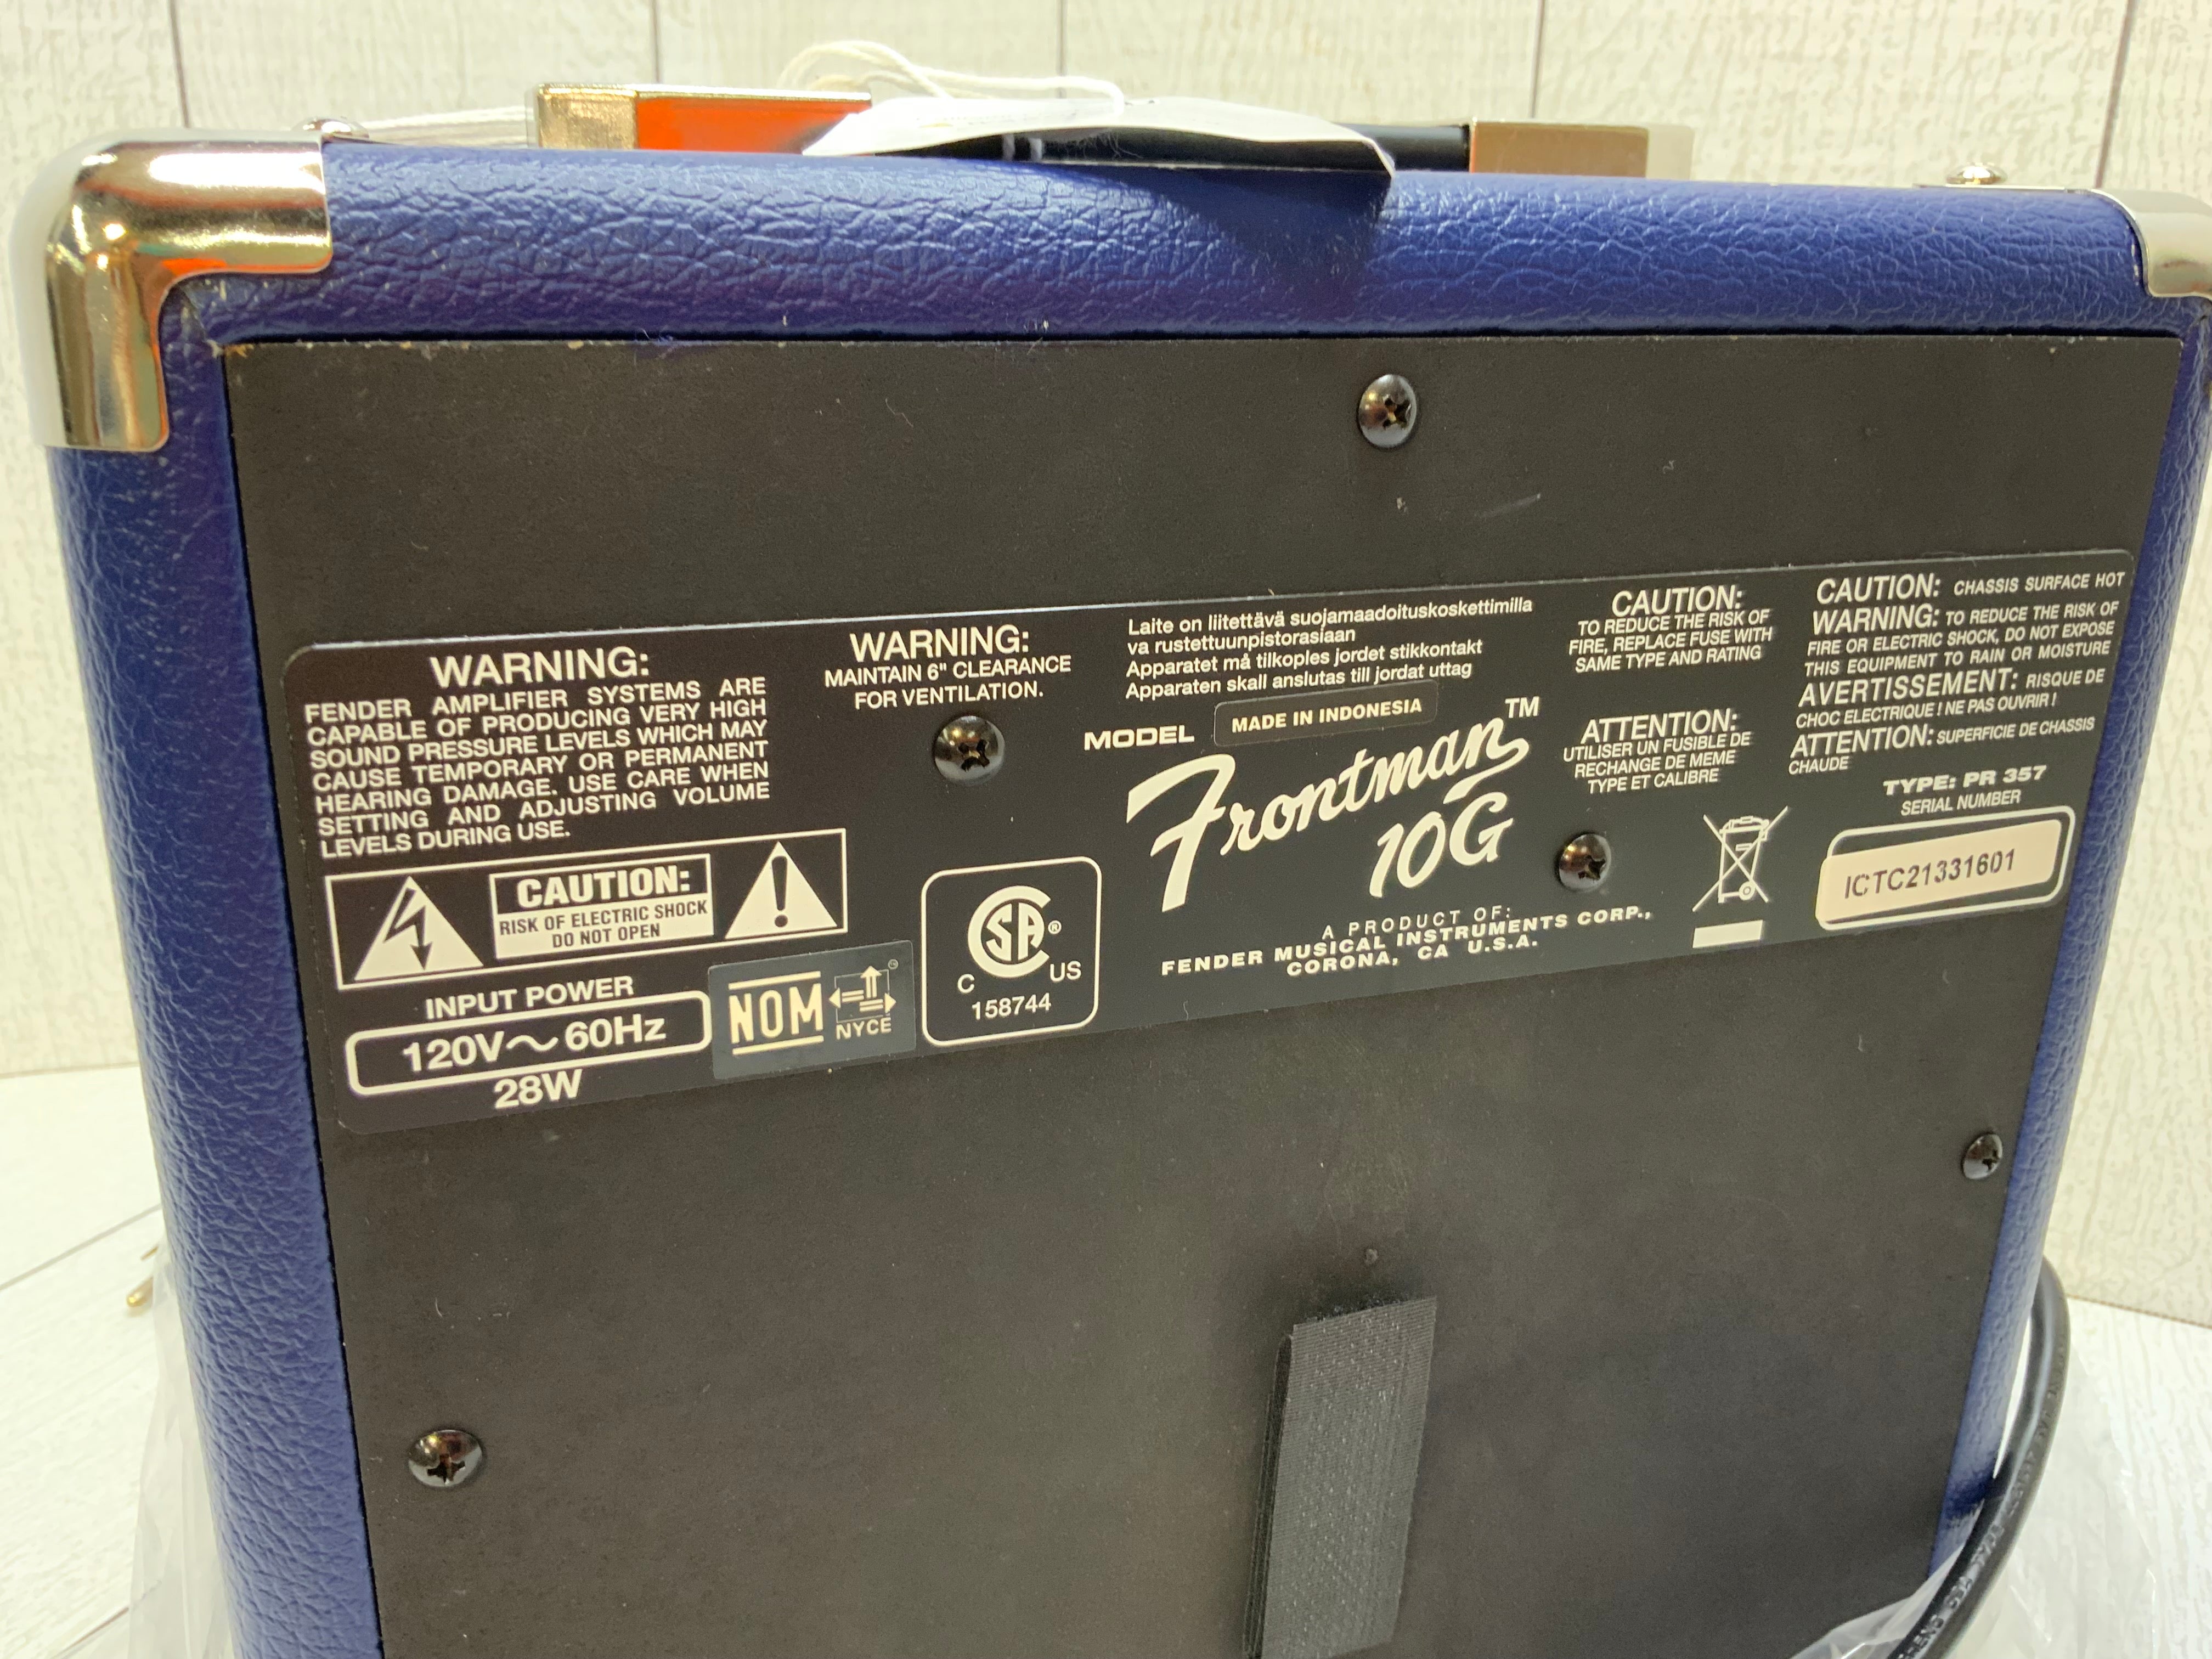 WARNING:
FENDER AMPLIFIER SYSTEMS ARE
CAPABLE OF PRODUCING VERY HIGH
SOUND PRESSURE LEVELS WHICH MAY
CAUSE TEMPORARY OR PERMANENT
HEARING DAMAGE. USE CARE WHEN
SETTING AND ADJUSTING VOLUME
LEVELS DURING USE.
CAUTION:
RISK OF ELECTRIC SHOCK
DO NOT OPEN
INPUT POWER
120V～60Hz
28W
NOM
NYCE
WARNING:
MAINTAIN 6" CLEARANCE
FOR VENTILATION.
SA®
C US
158744
Laite on liitettävä suojamaadoituskoskettimilla
va rustettuunpistorasiaan
Apparatet må tilkoples jordet stikkontakt
Apparaten skall anslutas till jordat uttag
MODEL
MADE IN INDONESIA
Frontman™
10G
A PRODUCT OF:
FENDER MUSICAL INSTRUMENTS CORP.,
CORONA, CA U.S.A.
CAUTION:
TO REDUCE THE RISK OF
FIRE, REPLACE FUSE WITH
SAME TYPE AND RATING
ATTENTION:
UTILISER UN FUSIBLE DE
RECHANGE DE MEME
TYPE ET CALIBRE
CAUTION: CHASSIS SURFACE HOT
WARNING: TO REDUCE THE RISK OF
FIRE OR ELECTRIC SHOCK, DO NOT EXPOSE
THIS EQUIPMENT TO RAIN OR MOISTURE
AVERTISSEMENT: RISQUE DE
CHOC ELECTRIQUE ! NE PAS OUVRIR !
ATTENTION: SUPERFICIE DE CHASSIS
CHAUDE
TYPE: PR 357
SERIAL NUMBER
ICTC21331601